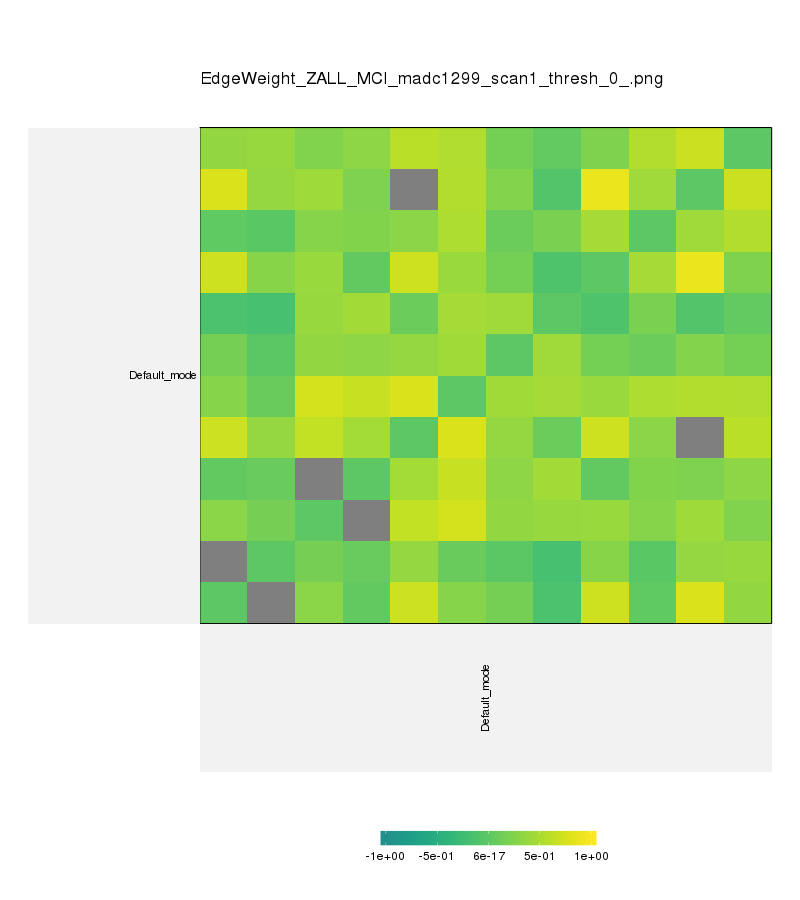 EdgeWeight_ZALL_MCI_madc1299_scan1_thresh_0_.png
Default_mode
Default_mode
-1e+00 -5e-01 6e-17 5e-01 1e+00